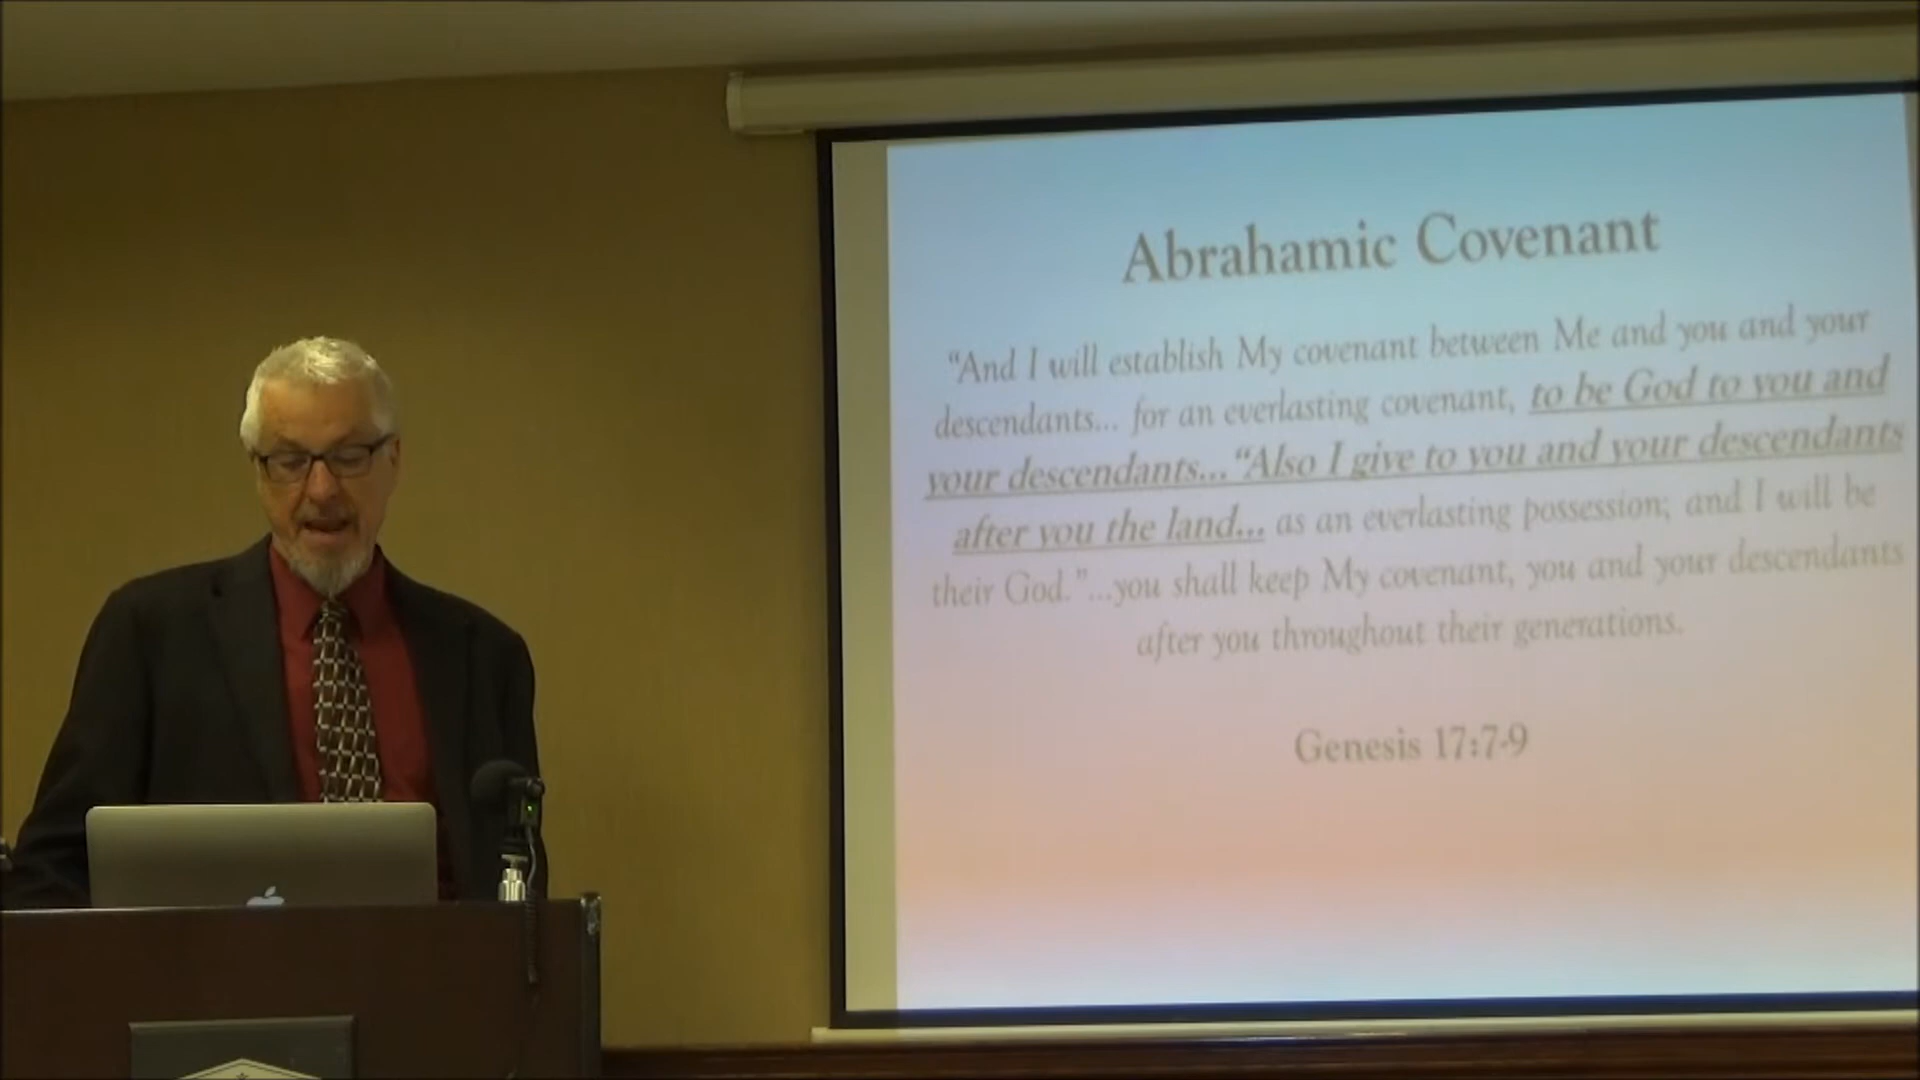 Abrahamic Covenant
“And I will establish My covenant between Me and you and your
descendants... for an everlasting covenant, to be God to you and
your descendants... “Also I give to you and your descendants
after you the land... as an everlasting possession; and I will be
their God.”...you shall keep My covenant, you and your descendants
after you throughout their generations.
Genesis 17:7-9